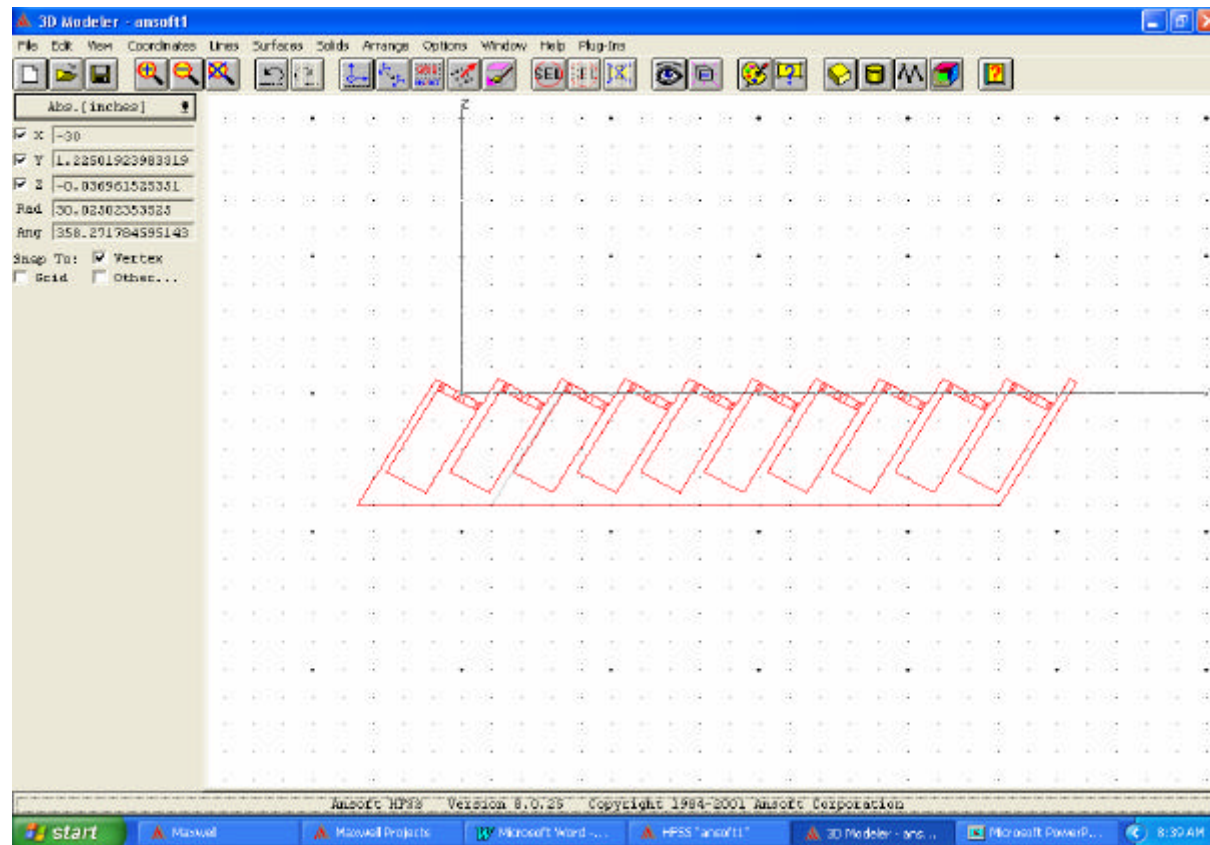 3D Modeler - ansoft1
File Edit View Coordinates Lines Surfaces Solids Arrange Options Window Help Plug-Ins
SEL
Abs.[inches]
X -30
Y 1.22501923983819
Z -0.836961525351
Rad 30.02502353525
Ang 358.271784595143
Snap To: Vertex
Grid Other...
Z
Ansoft HFSS Version 8.0.25 Copyright 1984-2001 Ansoft Corporation
start Maxwell Maxwell Projects Microsoft Word -... HFSS "ansoft1" 3D Modeler - ans... Microsoft PowerP... 8:39 AM